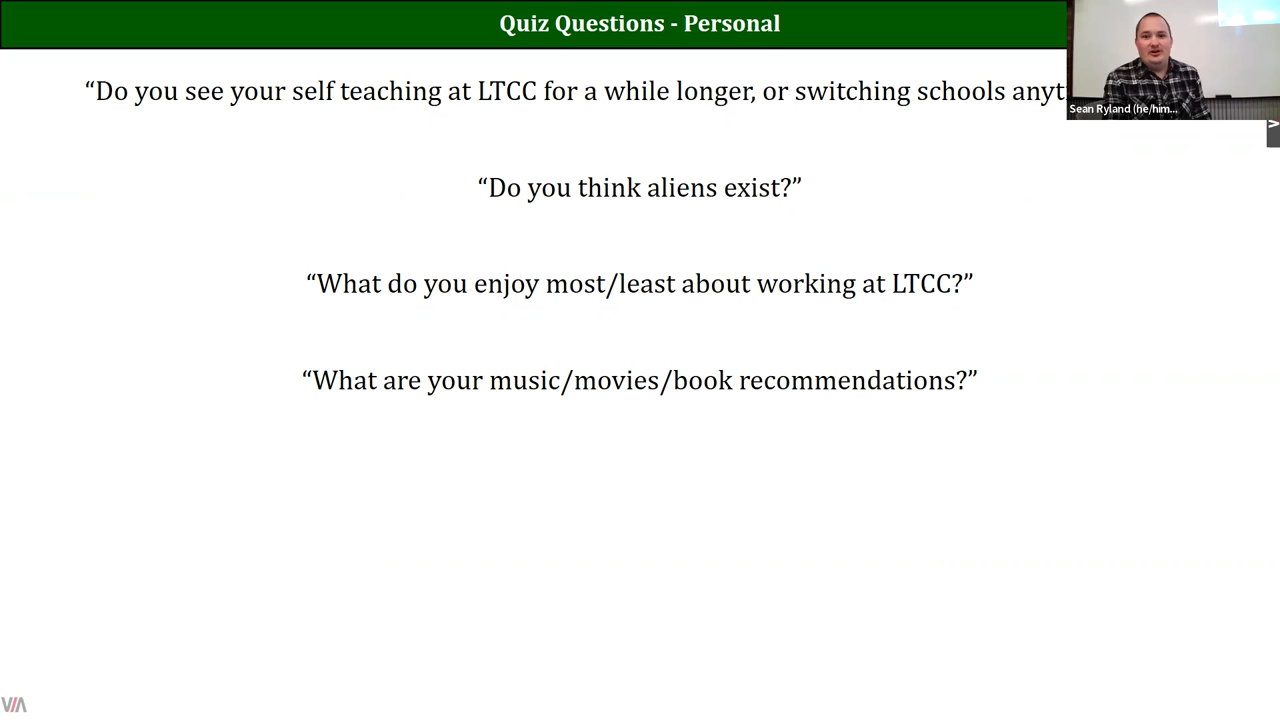 Quiz Questions - Personal
“Do you see your self teaching at LTCC for a while longer, or switching schools
Sean Ryland (he/him...
“Do you think aliens exist?”
“What do you enjoy most/least about working at LTCC?”
“What are your music/movies/book recommendations?”
VIA